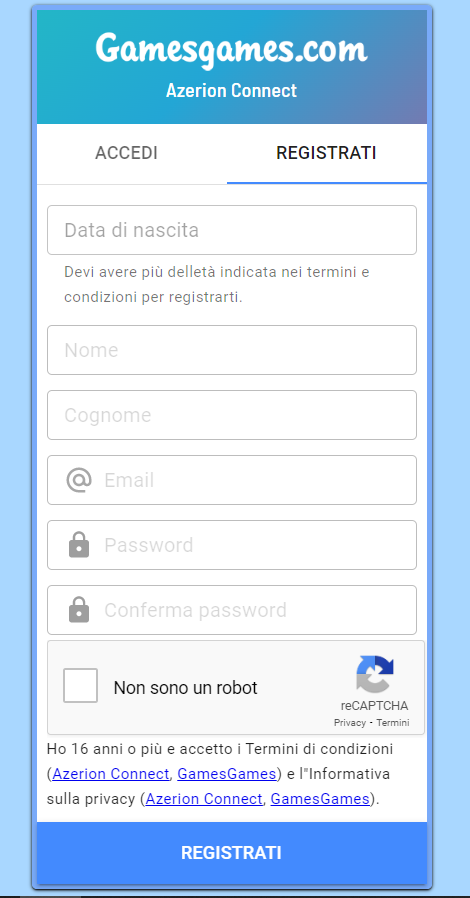 Gamesgames.com
Azerion Connect
ACCEDI REGISTRATI
Data di nascita
Devi avere più delletà indicata nei termini e
condizioni per registrarti.
Nome
Cognome
Email
Password
Conferma password
Non sono un robot
reCAPTCHA
Privacy - Termini
Ho 16 anni o più e accetto i Termini di condizioni
(Azerion Connect, GamesGames) e l"Informativa
sulla privacy (Azerion Connect, GamesGames).
REGISTRATI